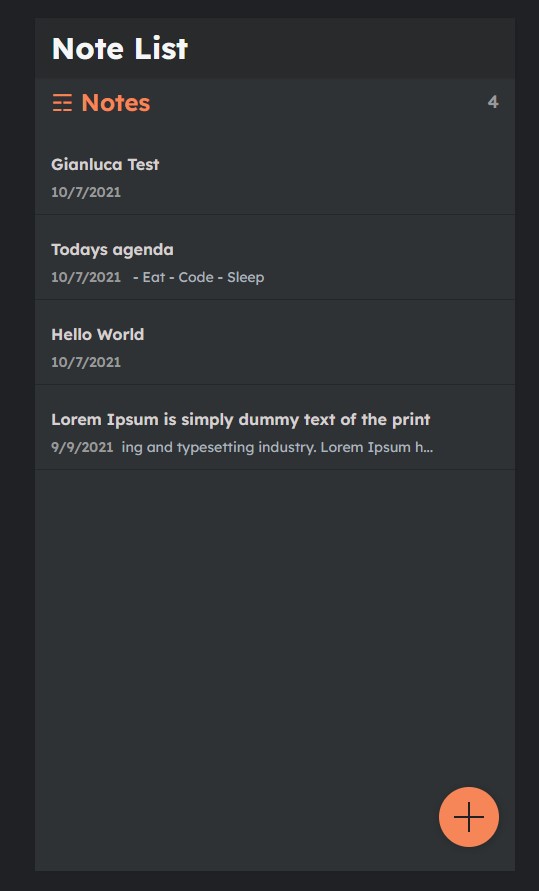 Note List
Notes 4
Gianluca Test
10/7/2021
Todays agenda
10/7/2021 - Eat - Code - Sleep
Hello World
10/7/2021
Lorem Ipsum is simply dummy text of the print
9/9/2021 ing and typesetting industry. Lorem Ipsum h...